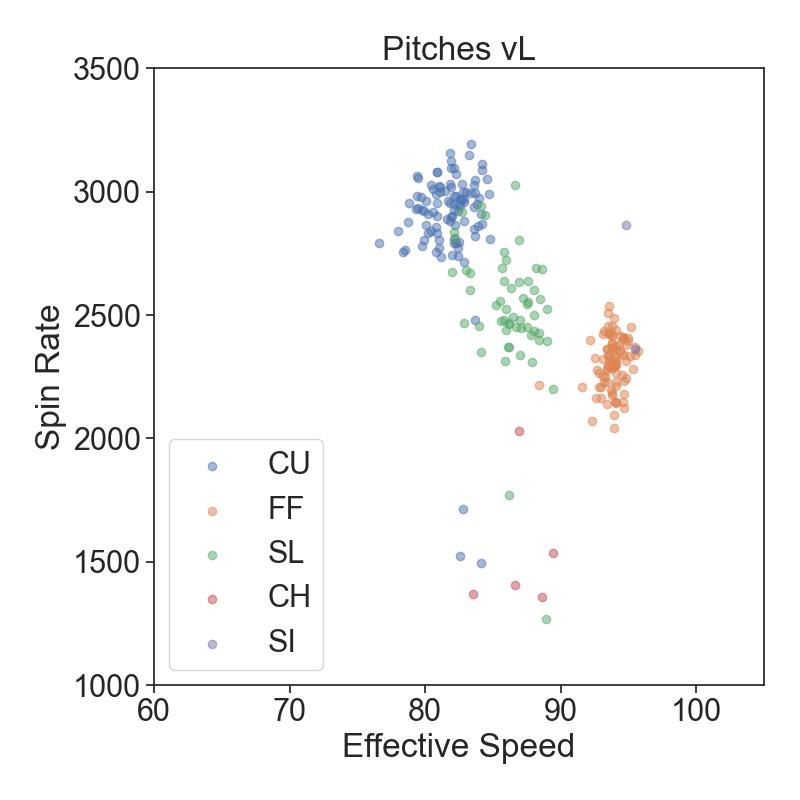 Pitches vL
3500
3000
2500
2000
1500
1000
Spin Rate
CU
FF
SL
CH
SI
60 70 80 90 100
Effective Speed